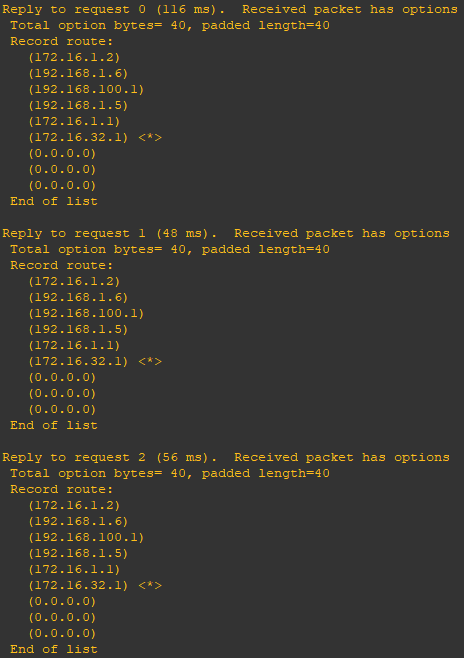 Reply to request 0 (116 ms).  Received packet has options
Total option bytes= 40, padded length=40
Record route:
(172.16.1.2)
(192.168.1.6)
(192.168.100.1)
(192.168.1.5)
(172.16.1.1)
(172.16.32.1) <*>
(0.0.0.0)
(0.0.0.0)
(0.0.0.0)
End of list
Reply to request 1 (48 ms).  Received packet has options
Total option bytes= 40, padded length=40
Record route:
(172.16.1.2)
(192.168.1.6)
(192.168.100.1)
(192.168.1.5)
(172.16.1.1)
(172.16.32.1) <*>
(0.0.0.0)
(0.0.0.0)
(0.0.0.0)
End of list
Reply to request 2 (56 ms).  Received packet has options
Total option bytes= 40, padded length=40
Record route:
(172.16.1.2)
(192.168.1.6)
(192.168.100.1)
(192.168.1.5)
(172.16.1.1)
(172.16.32.1) <*>
(0.0.0.0)
(0.0.0.0)
(0.0.0.0)
End of list